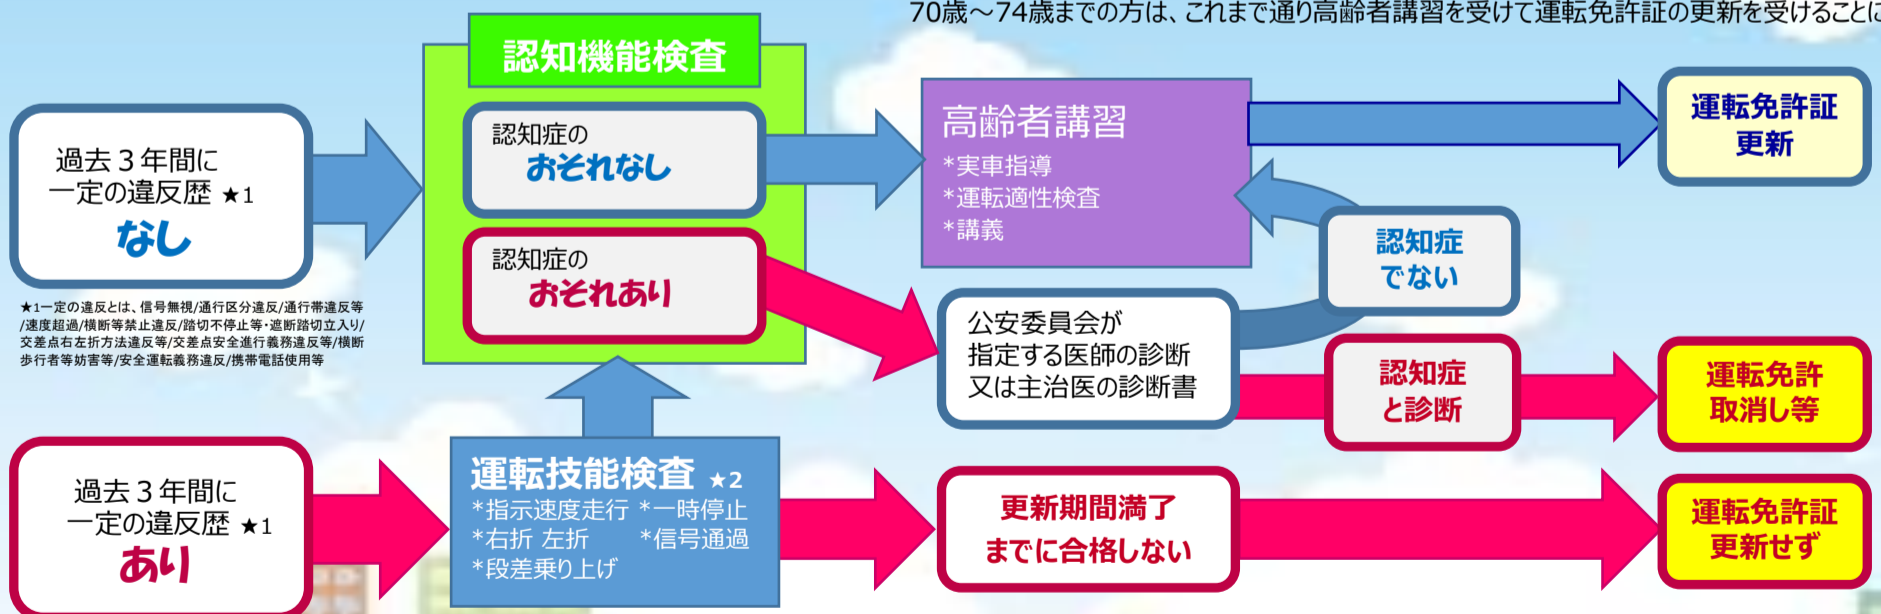 70歳～74歳までの方は、これまで通り高齢者講習を受けて運転免許証の更新を受けることに
認知機能検査
過去３年間に
一定の違反歴 ★1
なし
★1一定の違反とは、信号無視/通行区分違反/通行帯違反等
/速度超過/横断等禁止違反/踏切不停止等・遮断踏切立入り/
交差点右左折方法違反等/交差点安全進行義務違反等/横断
歩行者等妨害等/安全運転義務違反/携帯電話使用等
認知症の
おそれなし
認知症の
おそれあり
高齢者講習
*実車指導
*運転適性検査
*講義
運転免許証
更新
認知症
でない
公安委員会が
指定する医師の診断
又は主治医の診断書
認知症
と診断
運転免許
取消し等
過去３年間に
一定の違反歴 ★1
あり
運転技能検査 ★2
*指示速度走行 *一時停止
*右折 左折 *信号通過
*段差乗り上げ
更新期間満了
までに合格しない
運転免許証
更新せず